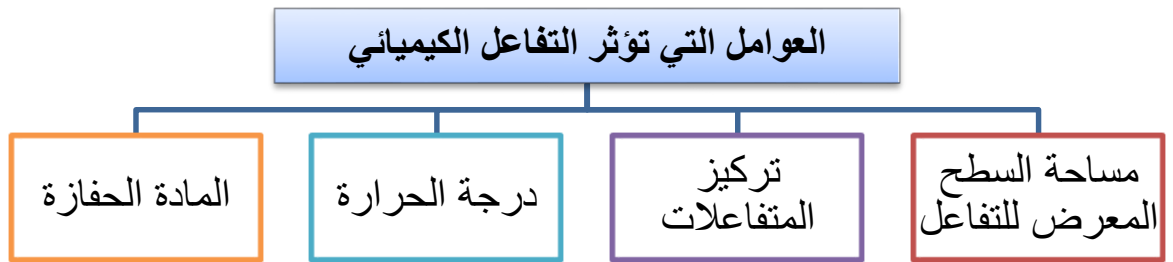 العوامل التي تؤثر التفاعل الكيميائي
مساحة السطح
المعرض للتفاعل
تركيز
المتفاعلات
درجة الحرارة
المادة الحفازة